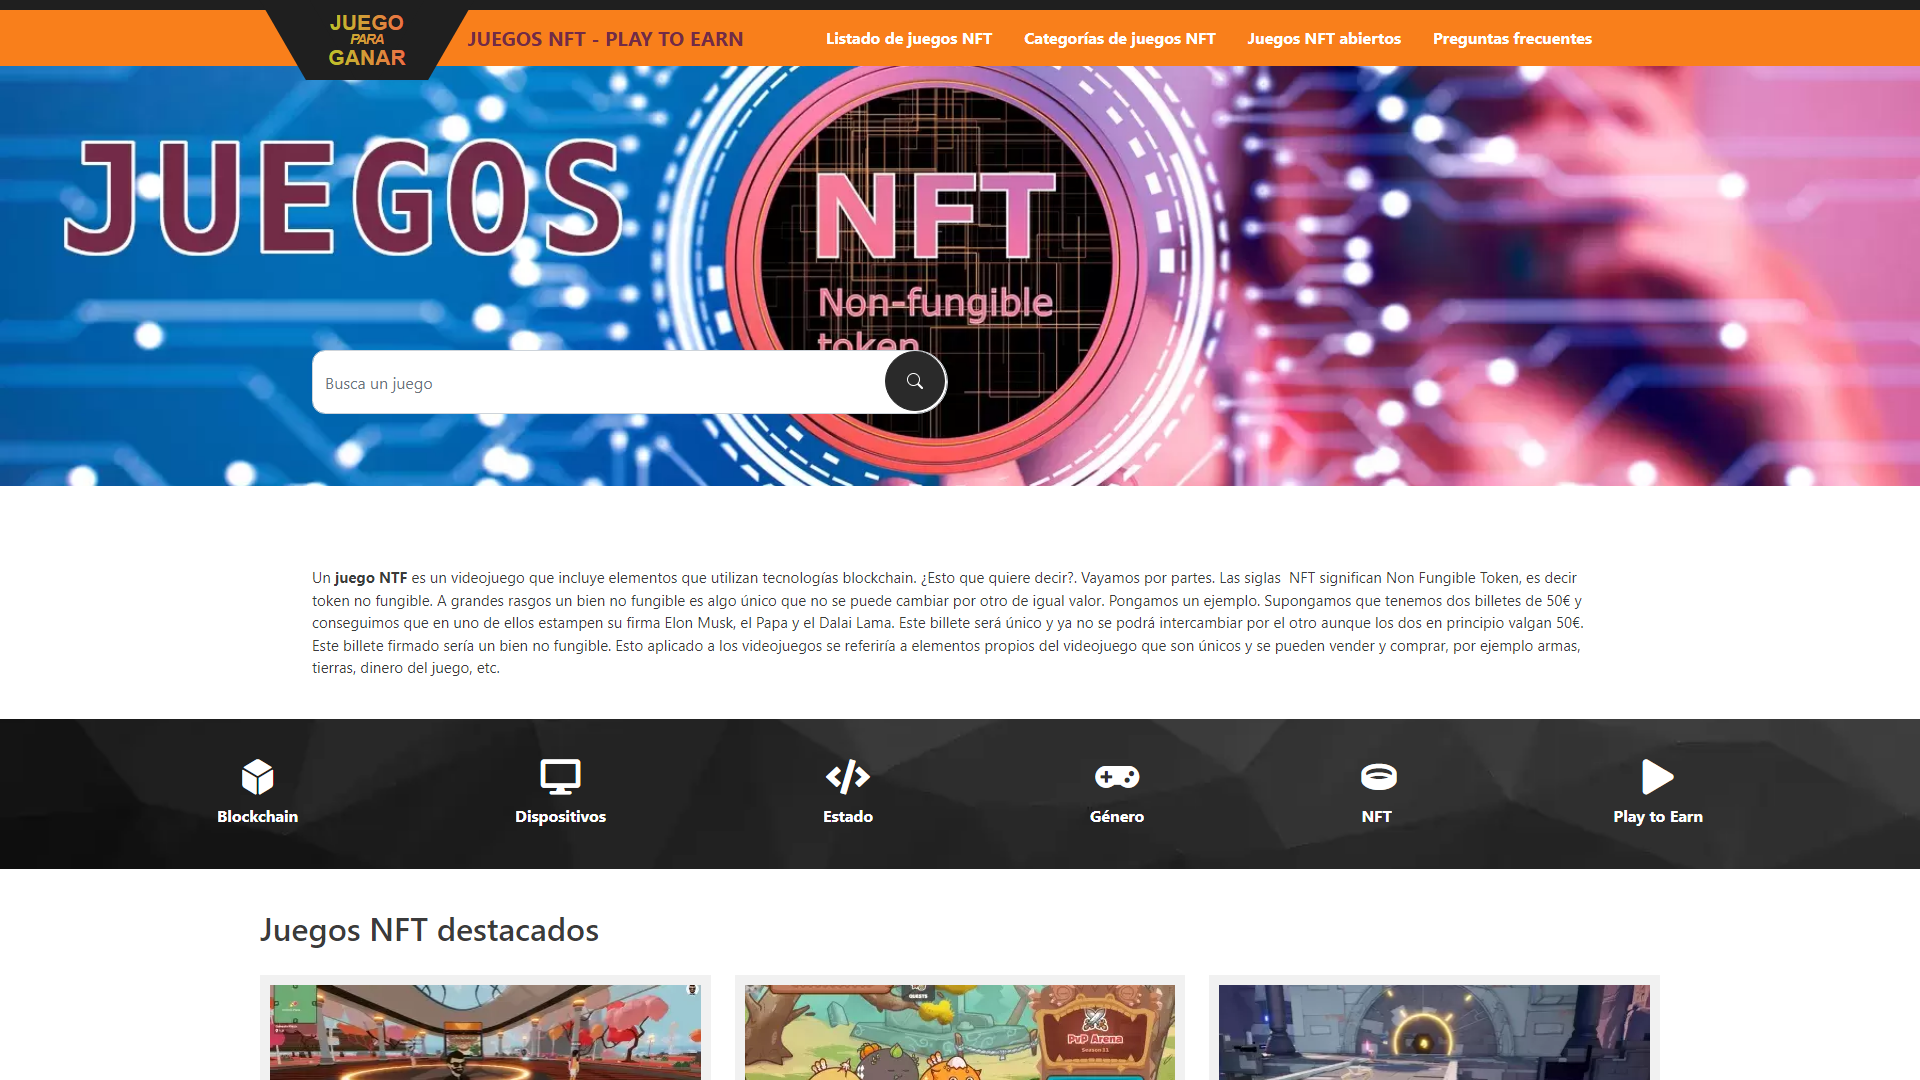 JUEGO
PARA
GANAR
JUEGOS NFT - PLAY TO EARN
Listado de juegos NFT
Categorías de juegos NFT
Juegos NFT abiertos
Preguntas frecuentes
JUEGOS
NFT
Non-fungible
token
Busca un juego
Un juego NTF es un videojuego que incluye elementos que utilizan tecnologías blockchain. ¿Esto que quiere decir?. Vayamos por partes. Las siglas  NFT significan Non Fungible Token, es decir
token no fungible. A grandes rasgos un bien no fungible es algo único que no se puede cambiar por otro de igual valor. Pongamos un ejemplo. Supongamos que tenemos dos billetes de 50€ y
conseguimos que en uno de ellos estampen su firma Elon Musk, el Papa y el Dalai Lama. Este billete será único y ya no se podrá intercambiar por el otro aunque los dos en principio valgan 50€.
Este billete firmado sería un bien no fungible. Esto aplicado a los videojuegos se referiría a elementos propios del videojuego que son únicos y se pueden vender y comprar, por ejemplo armas,
tierras, dinero del juego, etc.
Blockchain
Dispositivos
Estado
Género
NFT
Play to Earn
Juegos NFT destacados
QUESTS
PvP Arena
Season 21